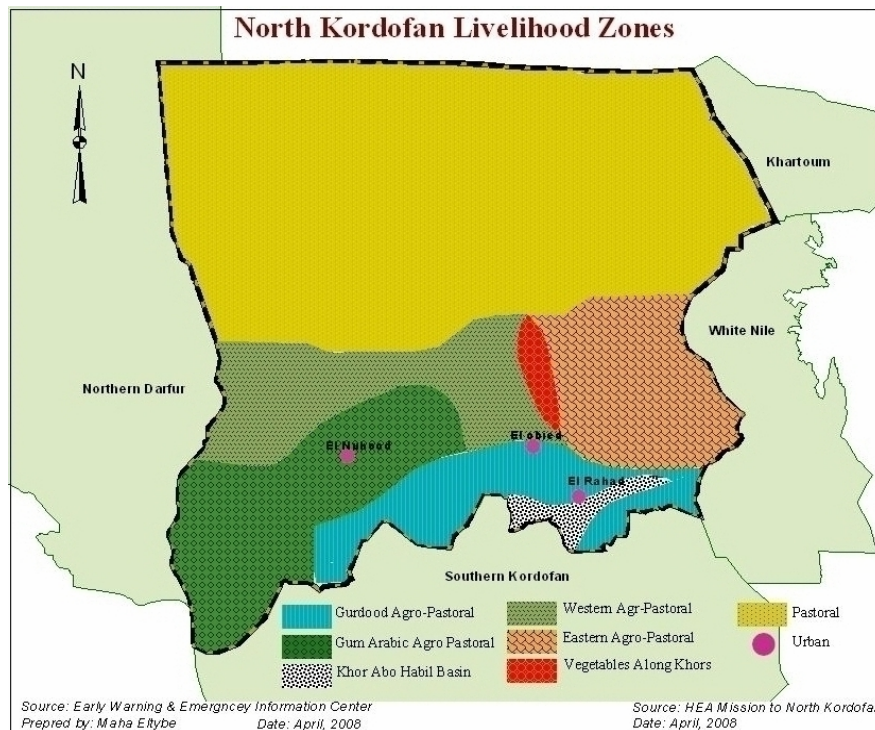 North Kordofan Livelihood Zones
N
Khartoum
White Nile
Northern Darfur
El Nuhood
El obied
El Rahad
Southern Kordofan
Gurdood Agro-Pastoral
Western Agr-Pastoral
Pastoral
Gum Arabic Agro Pastoral
Eastern Agro-Pastoral
Urban
Khor Abo Habil Basin
Vegetables Along Khors
Source: Early Warning & Emergncey Information Center
Prepred by: Maha Eltybe Date: April, 2008
Source: HEA Mission to North Kordofa
Date: April, 2008